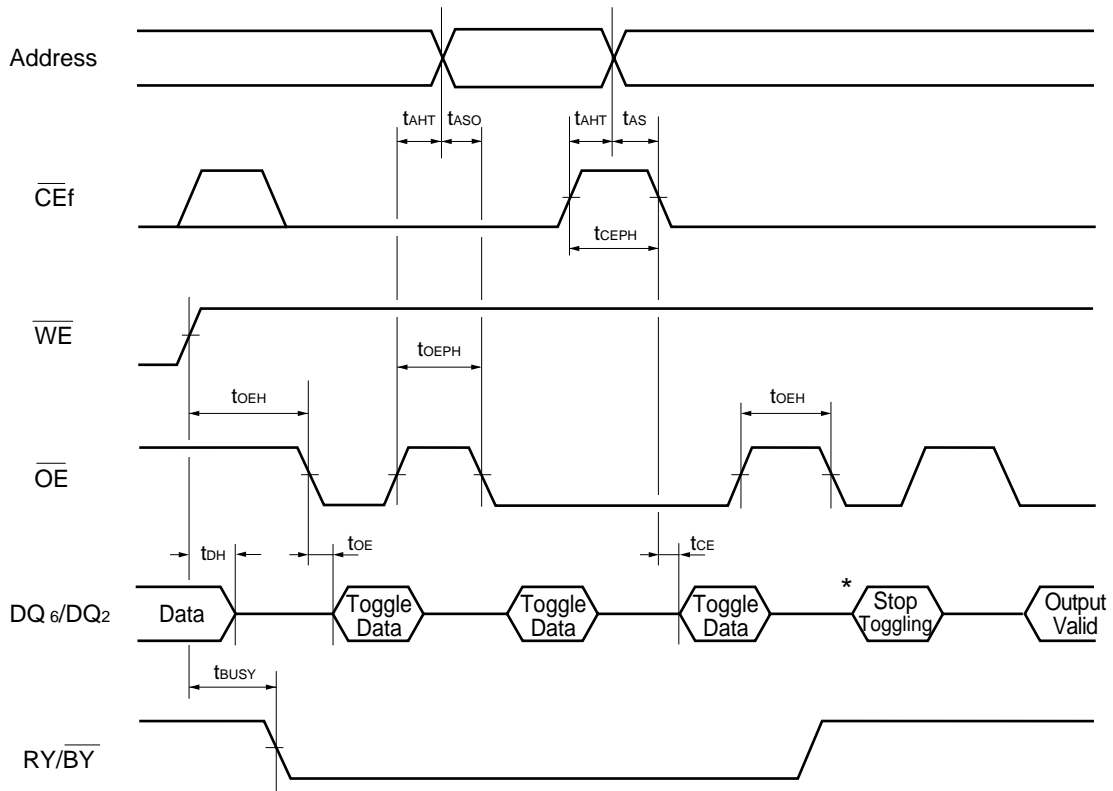 Address
tAHT tASO tAHT tAS
CEf
tCEPH
WE
tOEPH
tOEH tOEH
OE
tDH tOE tCE
DQ6/DQ2 Data Toggle Data Toggle Data Toggle Data * Stop Toggling Output Valid
tBUSY
RY/BY